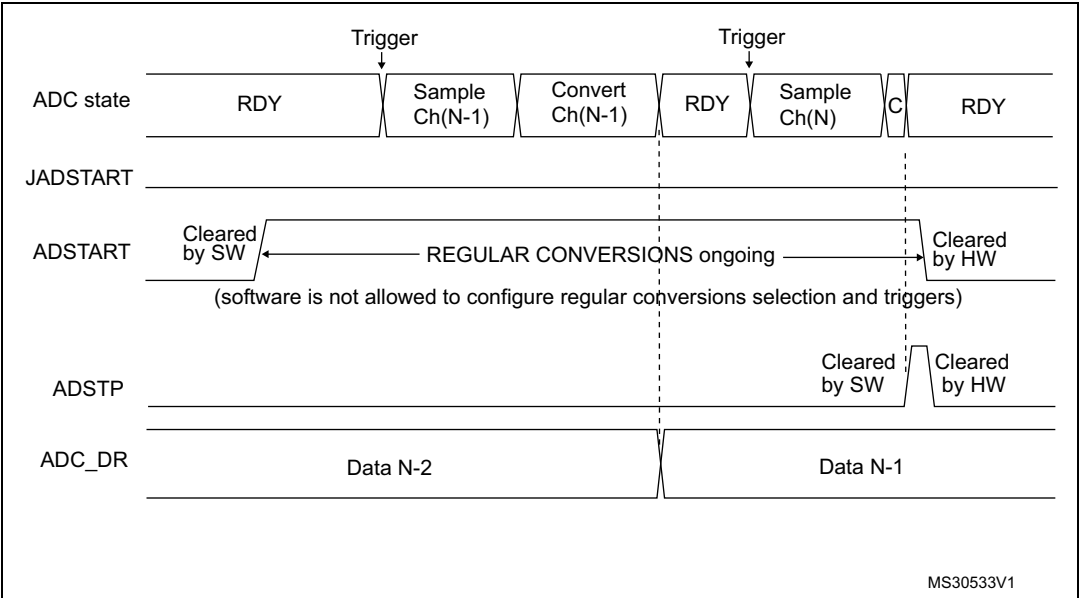 Trigger
Trigger
ADC state
RDY
Sample
Ch(N-1)
Convert
Ch(N-1)
RDY
Sample
Ch(N)
C
RDY
JADSTART
ADSTART
Cleared
by SW
REGULAR CONVERSIONS ongoing
Cleared
by HW
(software is not allowed to configure regular conversions selection and triggers)
ADSTP
Cleared
by SW
Cleared
by HW
ADC_DR
Data N-2
Data N-1
MS30533V1